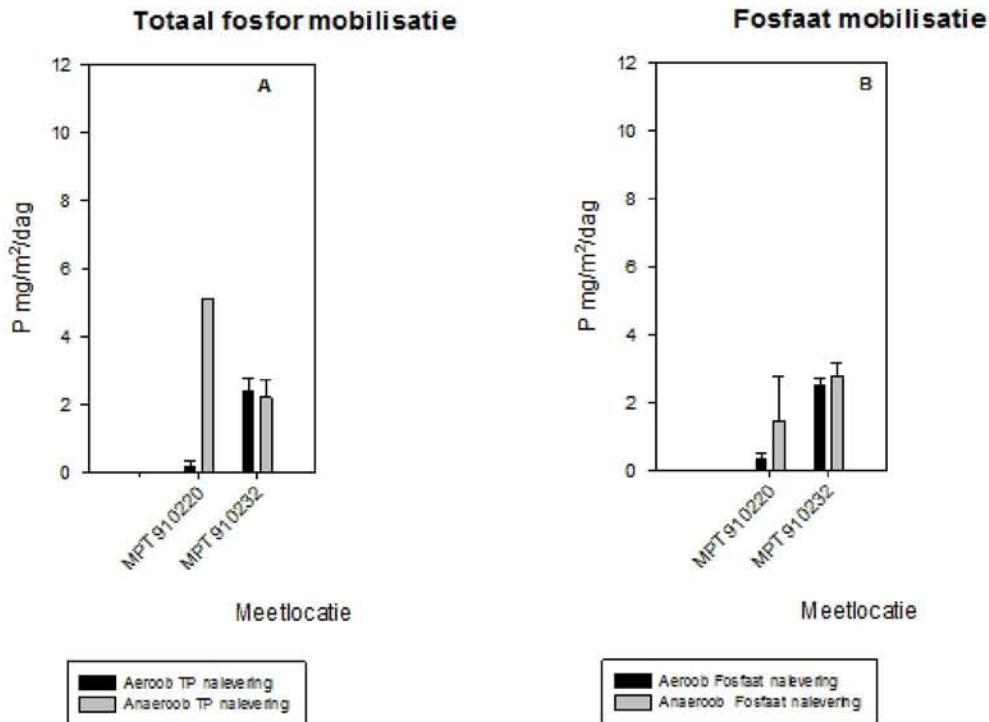 Totaal fosfor mobilisatie
A
12
10
8
6
4
2
0
P mg/m²/dag
MPT910220
MPT910232
Meetlocatie
Aeroob TP nalevering
Anaeroob TP nalevering
Fosfaat mobilisatie
B
12
10
8
6
4
2
0
P mg/m²/dag
MPT910220
MPT910232
Meetlocatie
Aeroob Fosfaat nalevering
Anaeroob Fosfaat nalevering